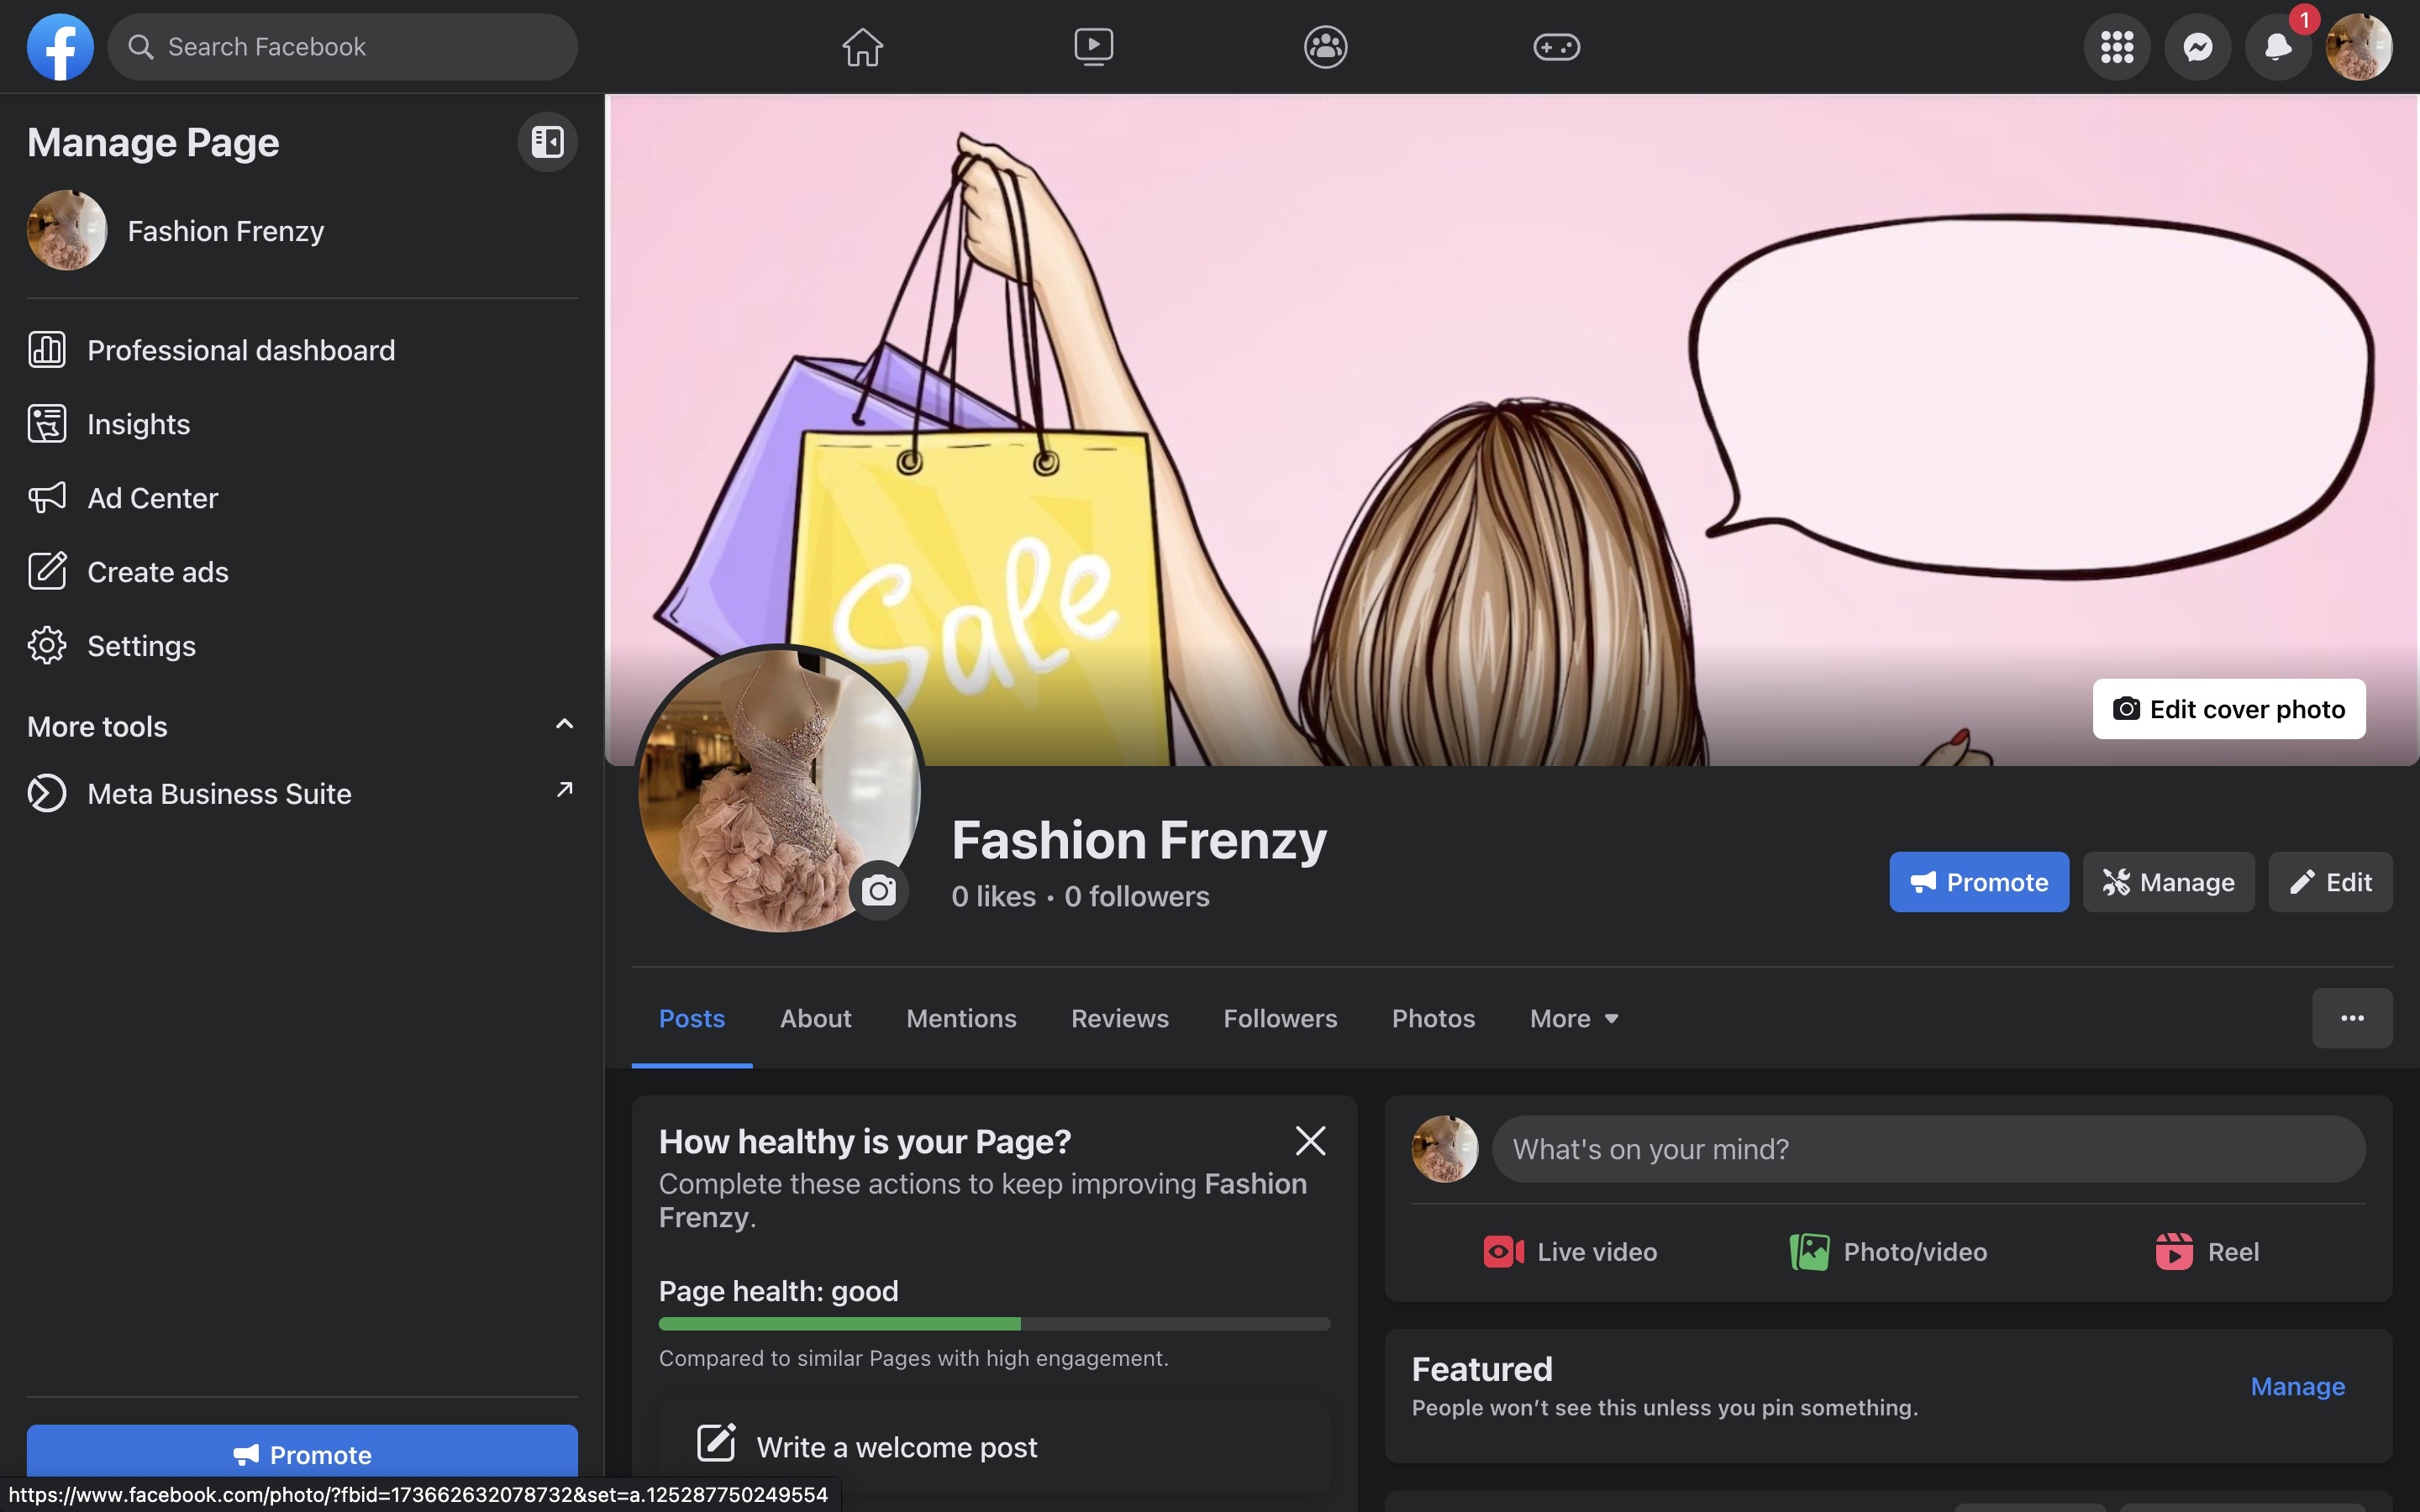 Search Facebook
1
Manage Page
Fashion Frenzy
Professional dashboard
Insights
Ad Center
Create ads
Settings
More tools
Meta Business Suite
Promote
https://www.facebook.com/photo/?fbid=173662632078732&set=a.125287750249554
Sale
Edit cover photo
Fashion Frenzy
0 likes • 0 followers
Promote
Manage
Edit
Posts
About
Mentions
Reviews
Followers
Photos
More
How healthy is your Page?
Complete these actions to keep improving Fashion
Frenzy.
Page health: good
Compared to similar Pages with high engagement.
Write a welcome post
What's on your mind?
Live video
Photo/video
Reel
Featured
People won’t see this unless you pin something.
Manage